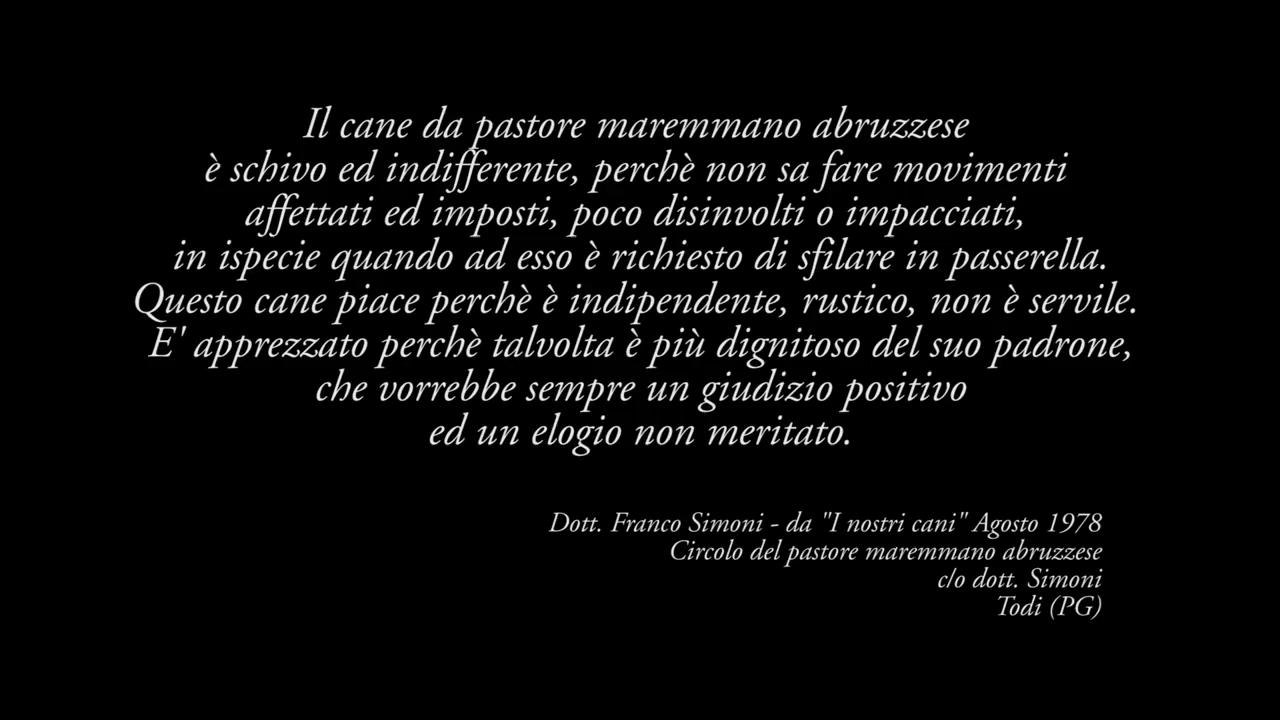 Il cane da pastore maremmano abruzzese
è schivo ed indifferente, perchè non sa fare movimenti
affettati ed imposti, poco disinvolti o impacciati,
in ispecie quando ad esso è richiesto di sfilare in passerella.
Questo cane piace perchè è indipendente, rustico, non è servile.
E' apprezzato perchè talvolta è più dignitoso del suo padrone,
che vorrebbe sempre un giudizio positivo
ed un elogio non meritato.
Dott. Franco Simoni - da "I nostri cani" Agosto 1978
Circolo del pastore maremmano abruzzese
c/o dott. Simoni
Todi (PG)